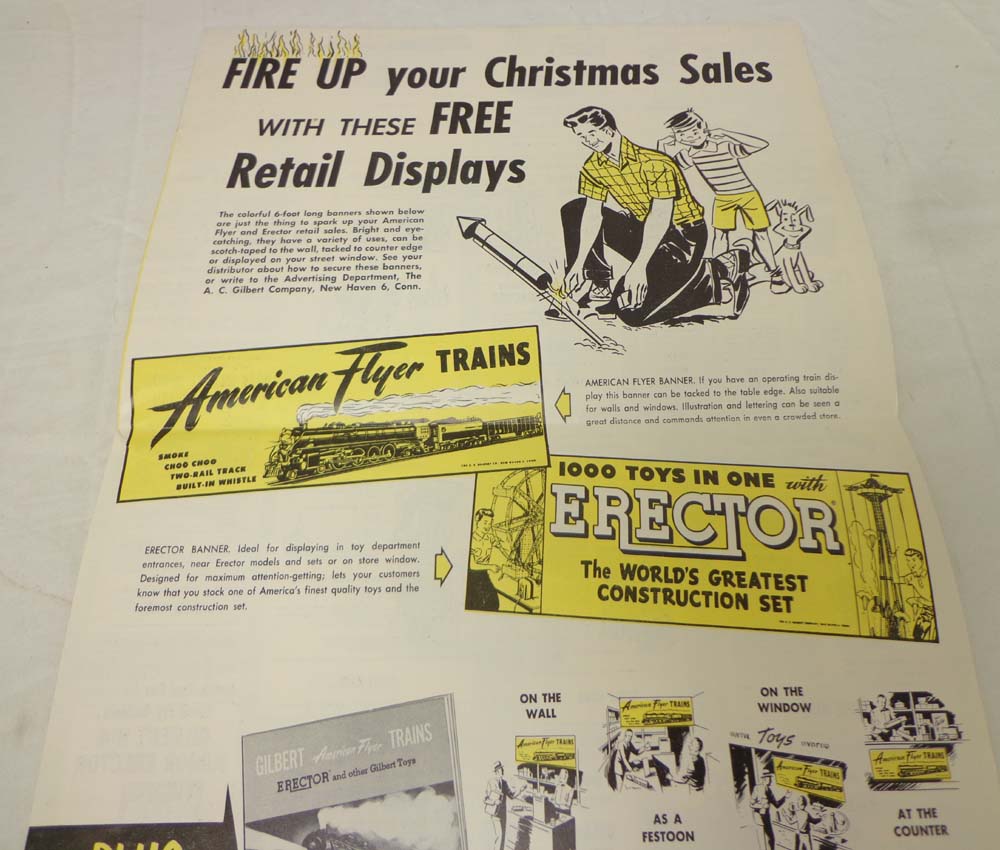 FIRE UP your Christmas Sales
WITH THESE FREE
Retail Displays
The colorful 6-foot long banners shown below
are just the thing to spark up your American
Flyer and Erector retail sales. Bright and eye-
catching, they have a variety of uses, can be
scotch-taped to the wall, tacked to counter edge
or displayed on your street window. See your
distributor about how to secure these banners,
or write to the Advertising Department, The
A. C. Gilbert Company, New Haven 6, Conn.
American Flyer TRAINS
SMOKE
CHOO CHOO
TWO-RAIL TRACK
BUILT-IN WHISTLE
AMERICAN FLYER BANNER. If you have an operating train dis-
play this banner can be tacked to the table edge. Also suitable
for walls and windows. Illustration and lettering can be seen a
great distance and commands attention in even a crowded store.
1000 TOYS IN ONE with
ERECTOR
The WORLD'S GREATEST
CONSTRUCTION SET
ERECTOR BANNER. Ideal for displaying in toy department
entrances, near Erector models and sets or on store window.
Designed for maximum attention-getting; lets your customers
know that you stock one of America's finest quality toys and the
foremost construction set.
GILBERT American Flyer TRAINS
ERECTOR and other Gilbert Toys
ON THE
WALL
American Flyer TRAINS
American Flyer TRAINS
AS A
FESTOON
ON THE
WINDOW
Toys
American Flyer TRAINS
American Flyer TRAINS
AT THE
COUNTER
PLUS